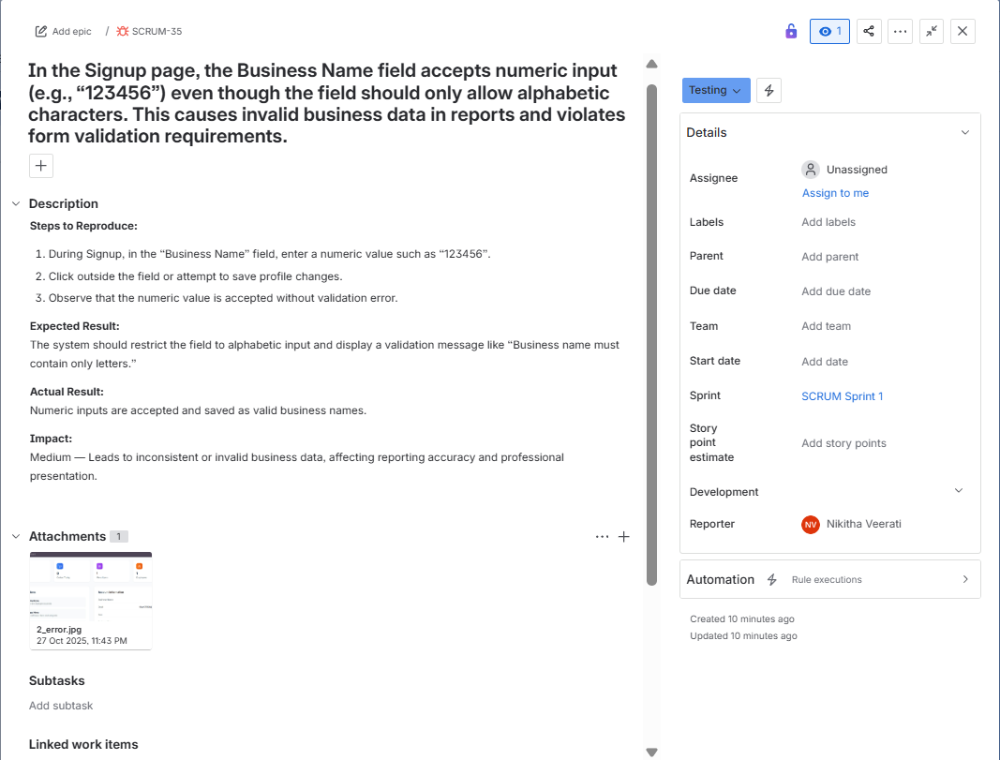 Add epic / SCRUM-35
1
In the Signup page, the Business Name field accepts numeric input
(e.g., “123456”) even though the field should only allow alphabetic
characters. This causes invalid business data in reports and violates
form validation requirements.
Description
Steps to Reproduce:
1. During Signup, in the “Business Name” field, enter a numeric value such as “123456”.
2. Click outside the field or attempt to save profile changes.
3. Observe that the numeric value is accepted without validation error.
Expected Result:
The system should restrict the field to alphabetic input and display a validation message like “Business name must
contain only letters.”
Actual Result:
Numeric inputs are accepted and saved as valid business names.
Impact:
Medium — Leads to inconsistent or invalid business data, affecting reporting accuracy and professional
presentation.
Attachments 1
2_error.jpg
27 Oct 2025, 11:43 PM
Subtasks
Add subtask
Linked work items
Testing
Details
Assignee
Unassigned
Assign to me
Labels
Add labels
Parent
Add parent
Due date
Add due date
Team
Add team
Start date
Add date
Sprint
SCRUM Sprint 1
Story
point
estimate
Add story points
Development
Reporter
NV Nikitha Veerati
Automation Rule executions
Created 10 minutes ago
Updated 10 minutes ago